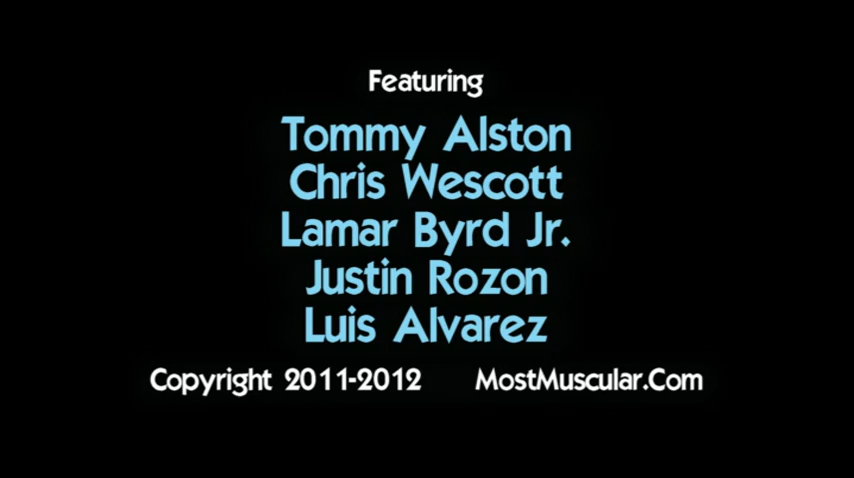 Featuring
Tommy Alston
Chris Wescott
Lamar Byrd Jr.
Justin Rozon
Luis Alvarez
Copyright 2011-2012 MostMuscular.Com